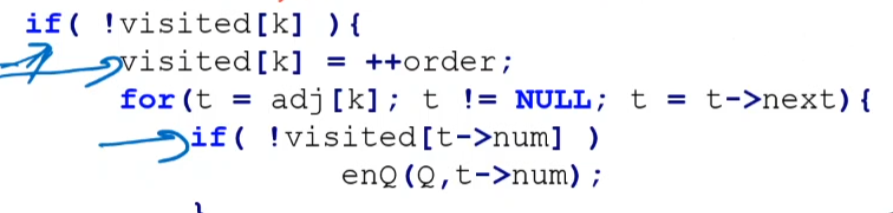 if( !visited[k] ){
visited[k] = ++order;
for(t = adj[k]; t != NULL; t = t->next){
if( !visited[t->num] )
enQ(Q,t->num);